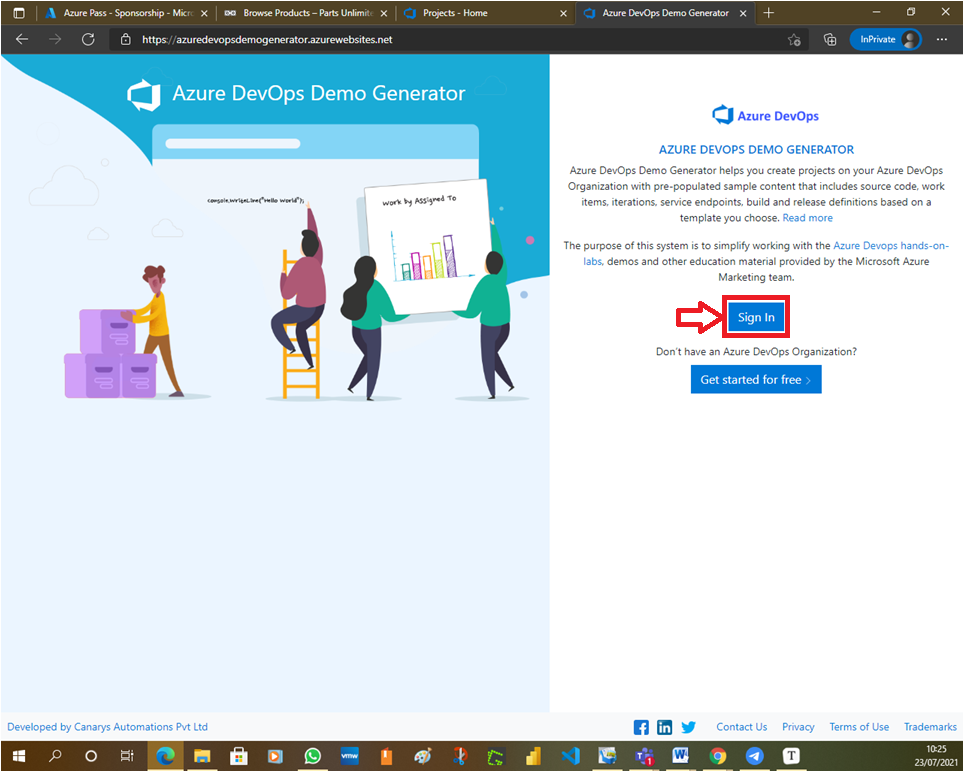 Azure Pass - Sponsorship - Micro
Browse Products – Parts Unlimite
Projects - Home
Azure DevOps Demo Generator
https://azuredevopsdemogenerator.azurewebsites.net
InPrivate
Azure DevOps Demo Generator
console.WriteLine("Hello World");
Work by Assigned To
Azure DevOps
AZURE DEVOPS DEMO GENERATOR
Azure DevOps Demo Generator helps you create projects on your Azure DevOps
Organization with pre-populated sample content that includes source code, work
items, iterations, service endpoints, build and release definitions based on a
template you choose. Read more
The purpose of this system is to simplify working with the Azure Devops hands-on-
labs, demos and other education material provided by the Microsoft Azure
Marketing team.
Sign In
Don't have an Azure DevOps Organization?
Get started for free >
Developed by Canarys Automations Pvt Ltd
Contact Us
Privacy
Terms of Use
Trademarks
vmw
1
W
T
10:25
23/07/2021